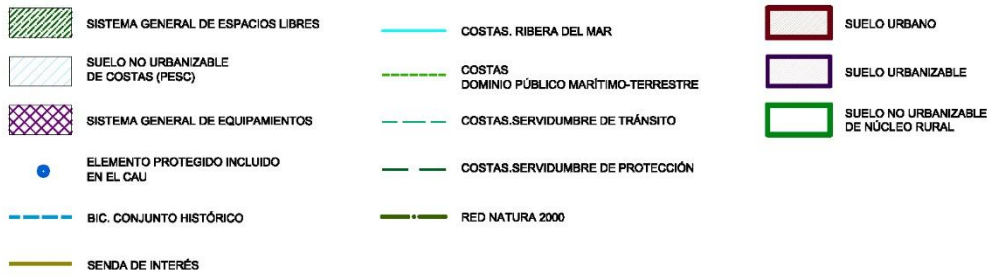 SISTEMA GENERAL DE ESPACIOS LIBRES
SUELO NO URBANIZABLE
DE COSTAS (PESC)
SISTEMA GENERAL DE EQUIPAMIENTOS
ELEMENTO PROTEGIDO INCLUIDO
EN EL CAU
BIC. CONJUNTO HISTÓRICO
SENDA DE INTERÉS
COSTAS. RIBERA DEL MAR
COSTAS
DOMINIO PÚBLICO MARÍTIMO-TERRESTRE
COSTAS.SERVIDUMBRE DE TRÁNSITO
COSTAS.SERVIDUMBRE DE PROTECCIÓN
RED NATURA 2000
SUELO URBANO
SUELO URBANIZABLE
SUELO NO URBANIZABLE
DE NÚCLEO RURAL